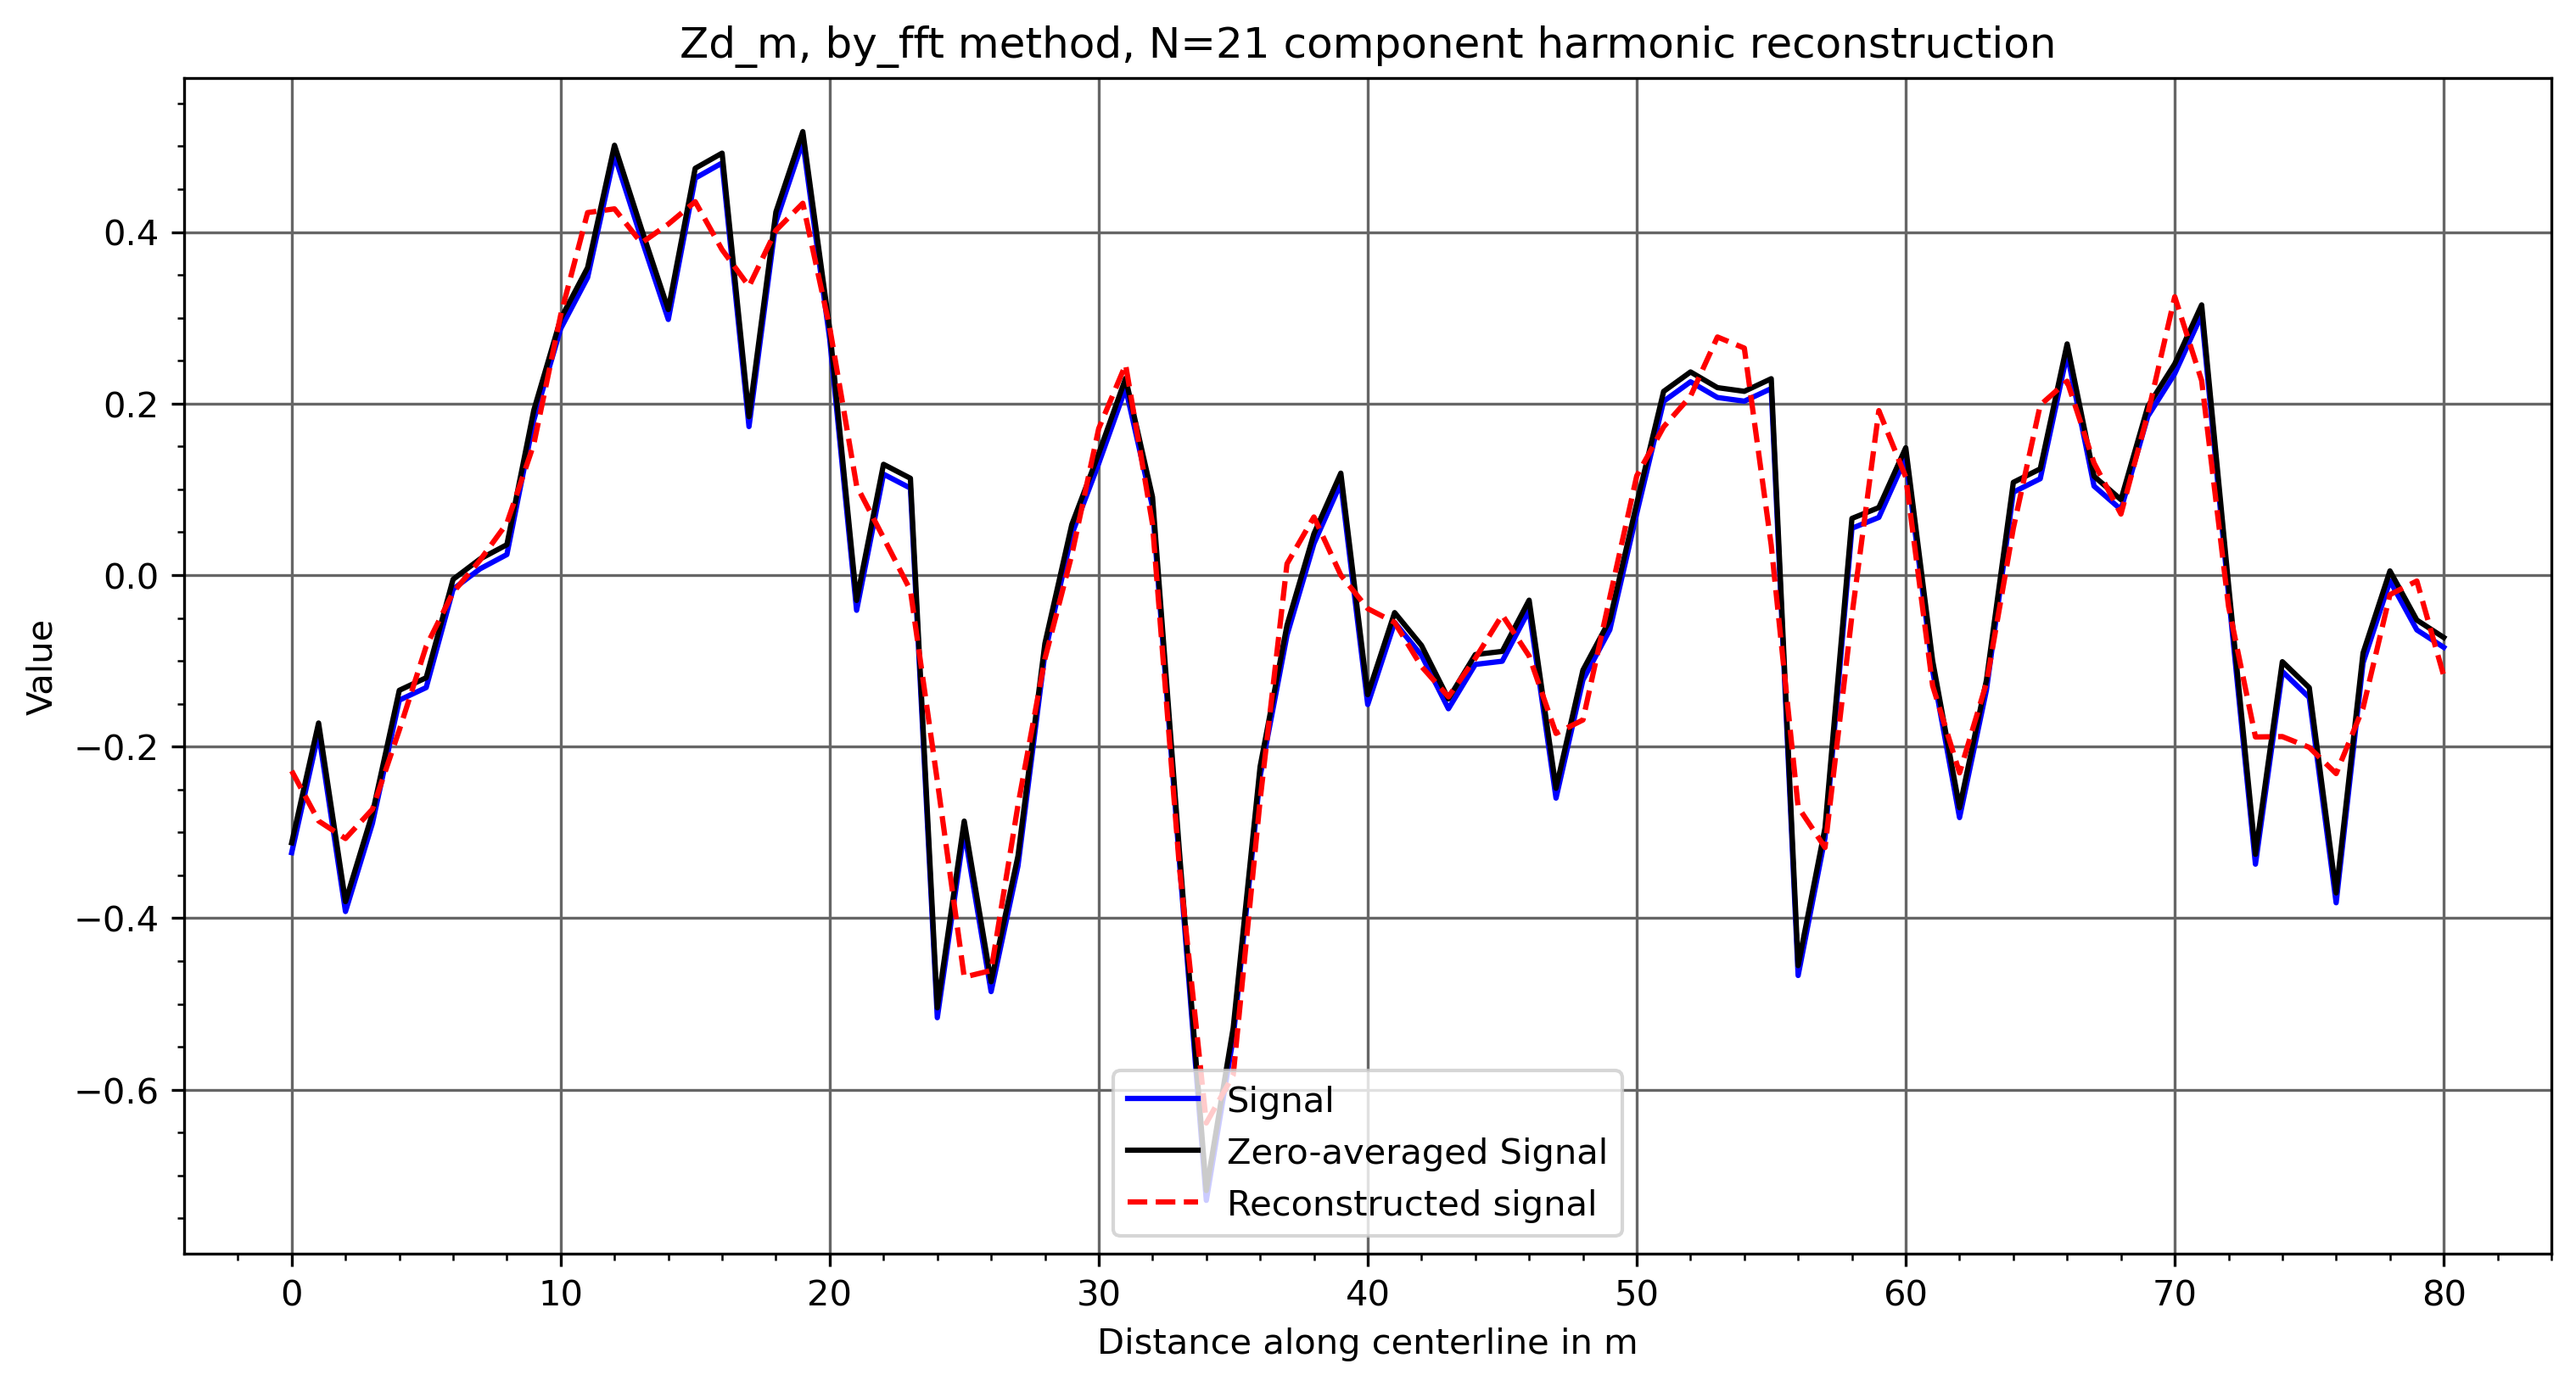 Zd_m, by_fft method, N=21 component harmonic reconstruction
Value
0.4
0.2
0.0
−0.2
−0.4
−0.6
Signal
Zero-averaged Signal
Reconstructed signal
0 10 20 30 40 50 60 70 80
Distance along centerline in m